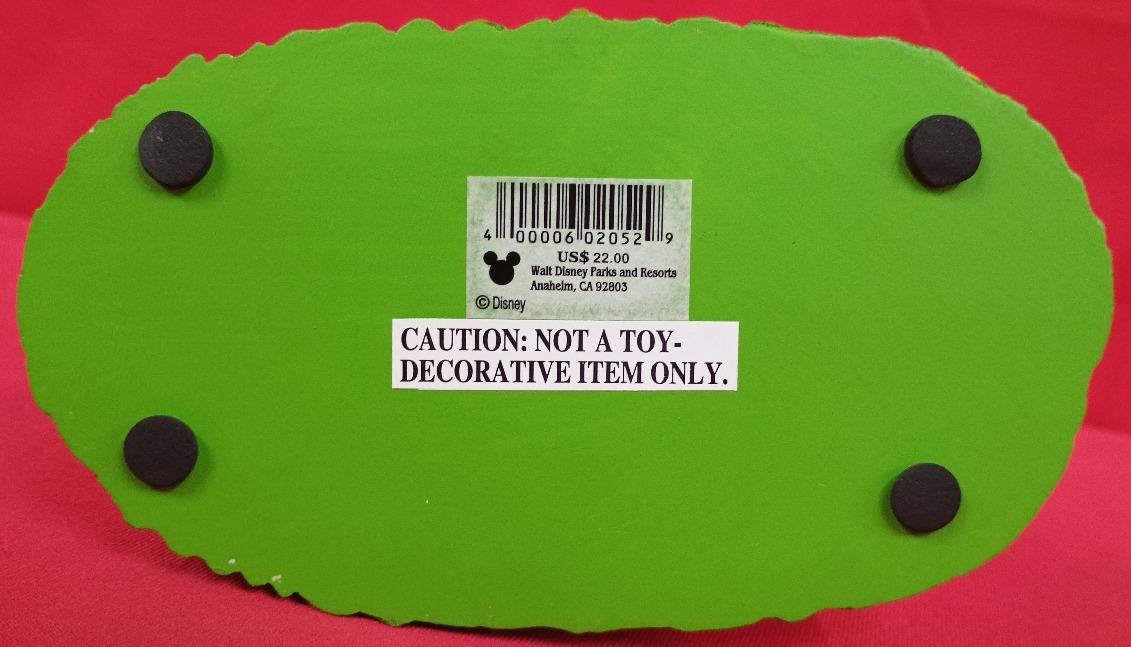 4 00006 02052 9
US$ 22.00
Walt Disney Parks and Resorts
Anaheim, CA 92803
© Disney
CAUTION: NOT A TOY-
DECORATIVE ITEM ONLY.